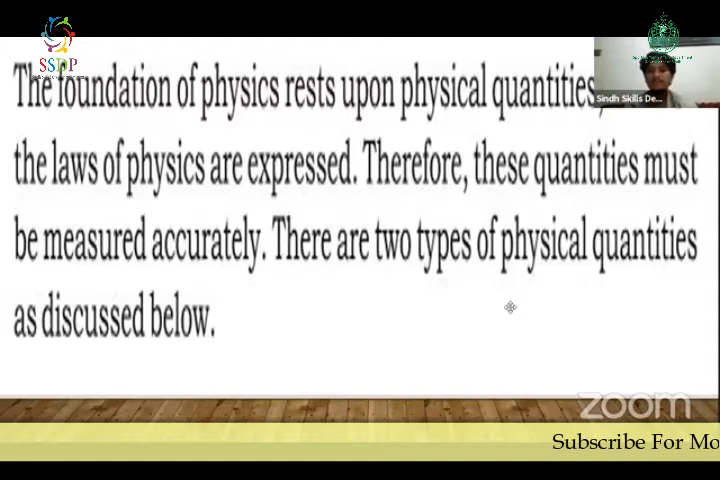 SSDP
The foundation of physics rests upon physical quantities,
Sindh Skills De...
the laws of physics are expressed. Therefore, these quantities must
be measured accurately. There are two types of physical quantities
as discussed below.
zoom
Subscribe For Mo